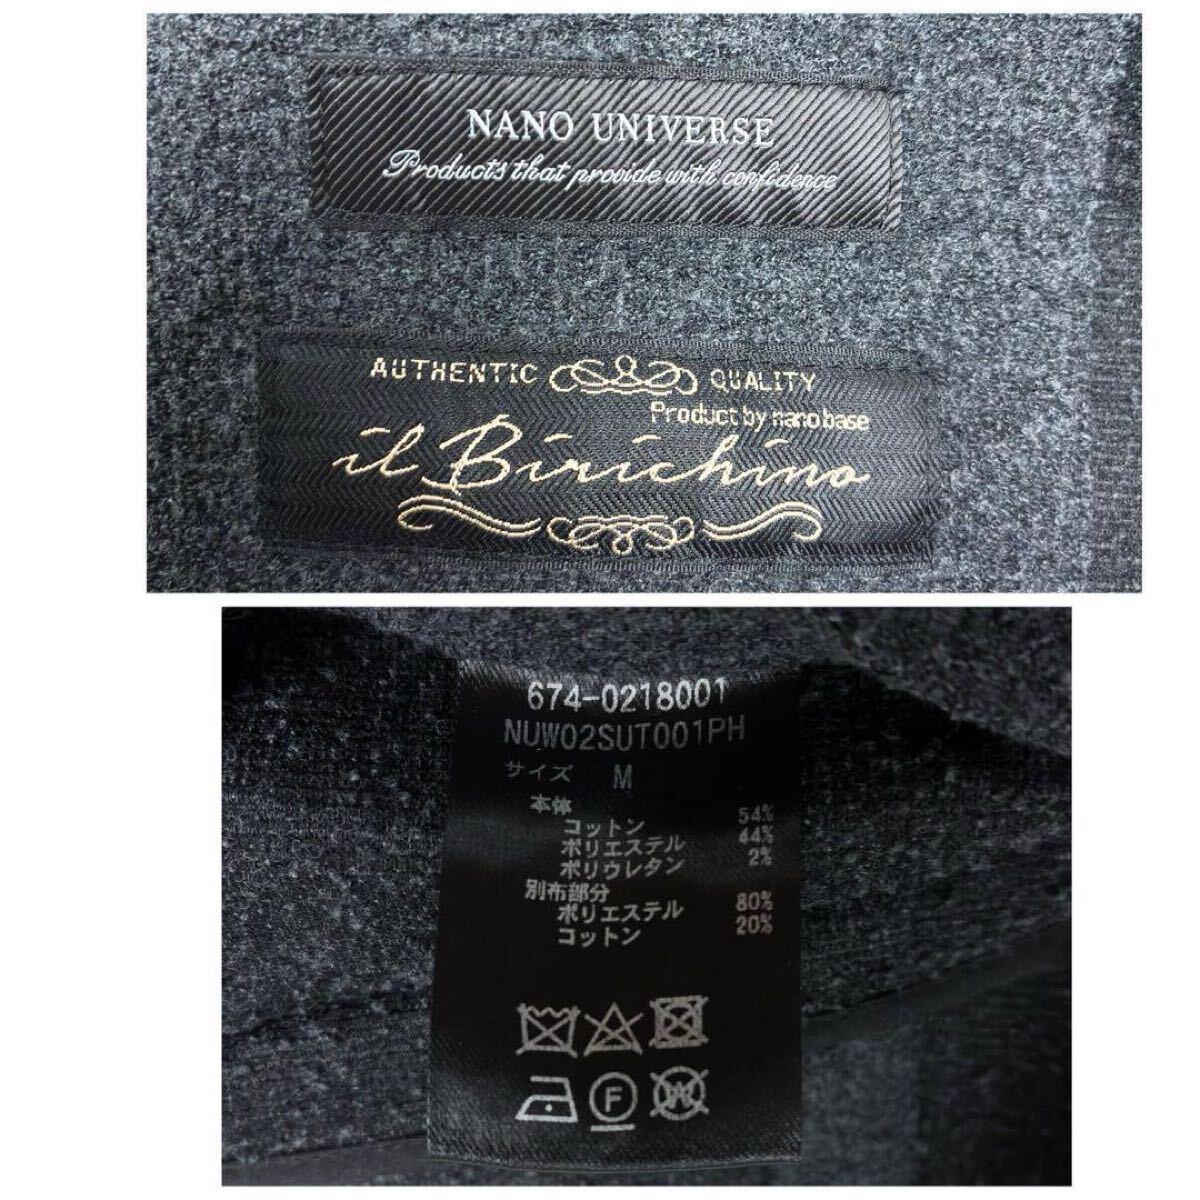 NANO UNIVERSE
Products that provide with confidence
AUTHENTIC QUALITY
Product by nano base
il Birichino
674-0218001
NUW02SUT001PH
サイズ M
本体
コットン 54%
ポリエステル 44%
ポリウレタン 2%
別布部分
ポリエステル 80%
コットン 20%
F
W